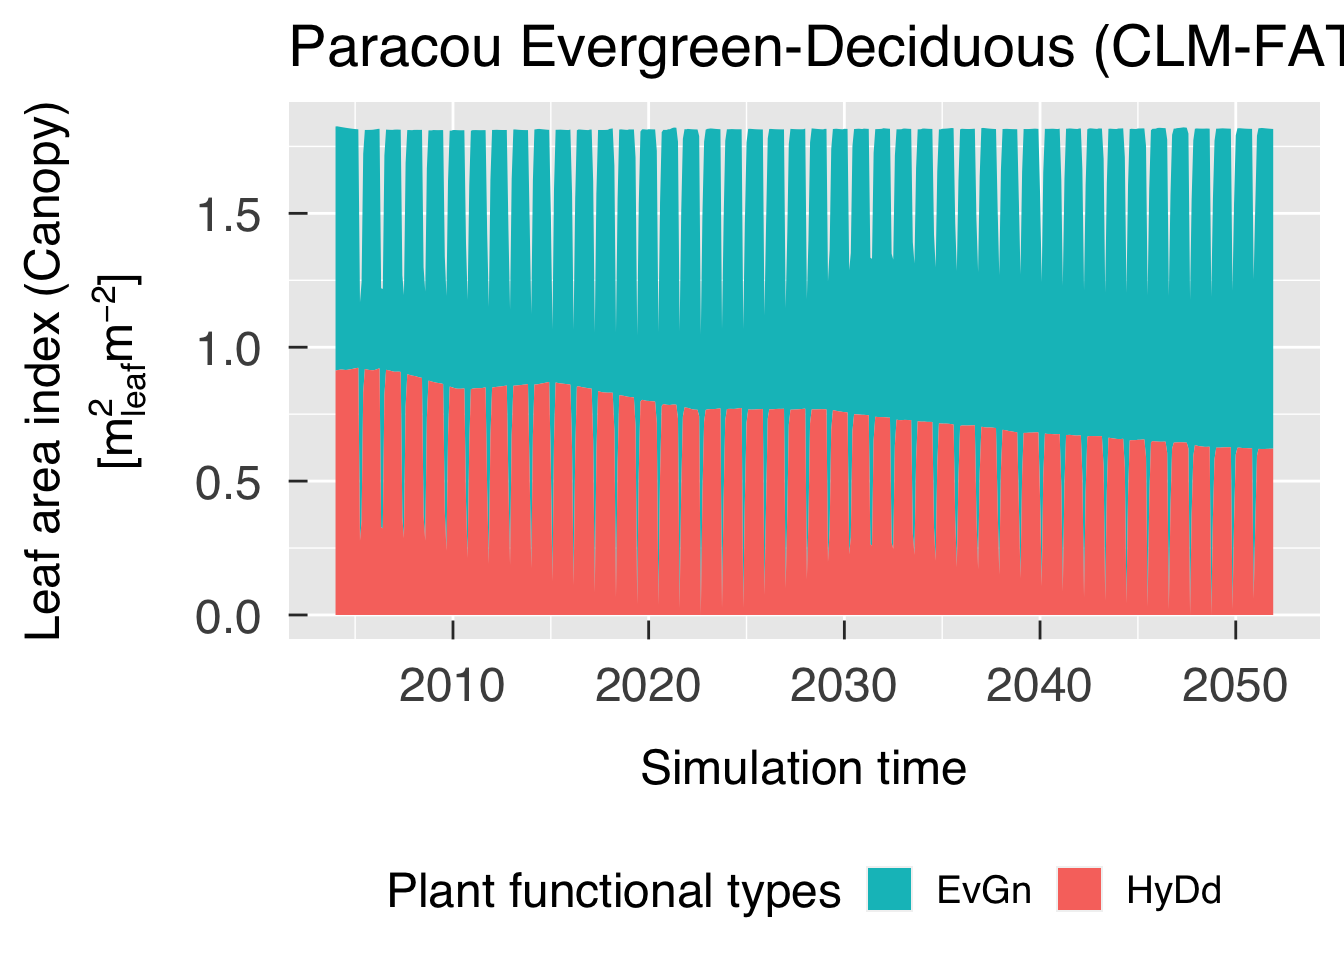 Paracou Evergreen-Deciduous (CLM-FAT
Leaf area index (Canopy)
[m²leafm⁻²]
1.5
1.0
0.5
0.0
2010 2020 2030 2040 2050
Simulation time
Plant functional types EvGn HyDd